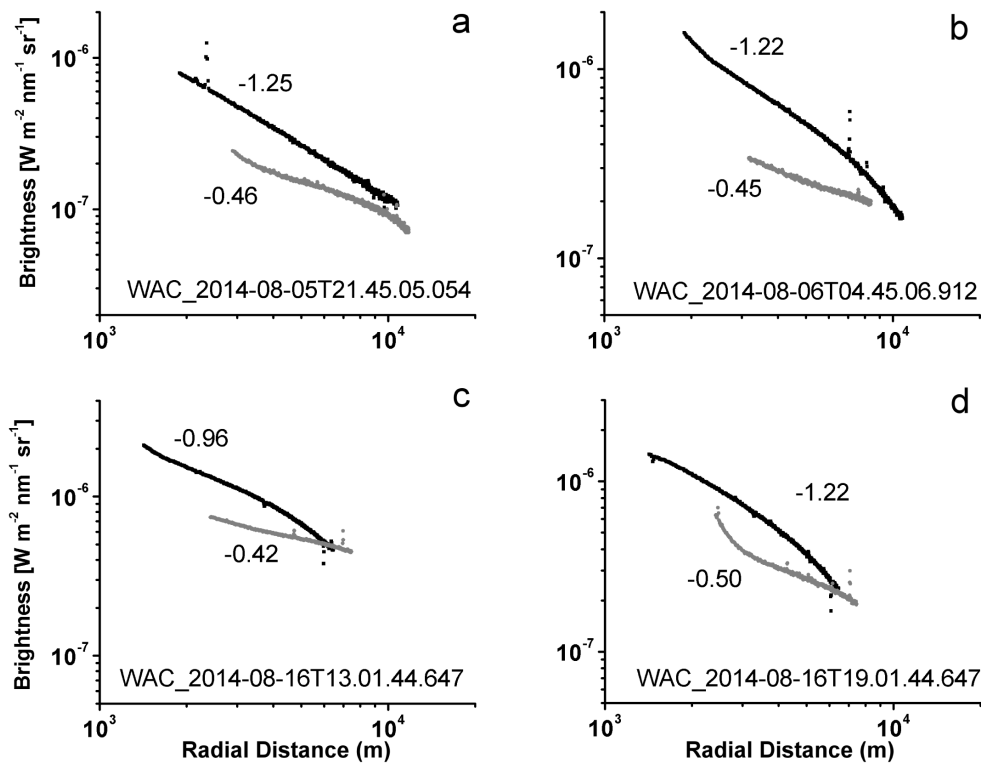 a
Brightness [W m-2 nm-1 sr-1]
10-6
10-7
-1.25
-0.46
WAC_2014-08-05T21.45.05.054
103
104
b
10-6
10-7
-1.22
-0.45
WAC_2014-08-06T04.45.06.912
103
104
c
Brightness [W m-2 nm-1 sr-1]
10-6
10-7
-0.96
-0.42
WAC_2014-08-16T13.01.44.647
103
104
Radial Distance (m)
d
10-6
10-7
-1.22
-0.50
WAC_2014-08-16T19.01.44.647
103
104
Radial Distance (m)